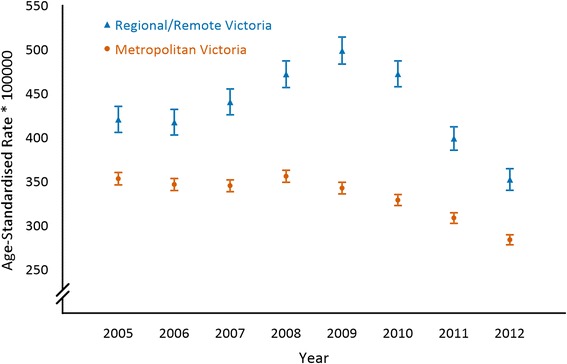 550
Regional/Remote Victoria
500
Metropolitan Victoria
450
400
350
300
250
Age-Standardised Rate * 100000
2005 2006 2007 2008 2009 2010 2011 2012
Year